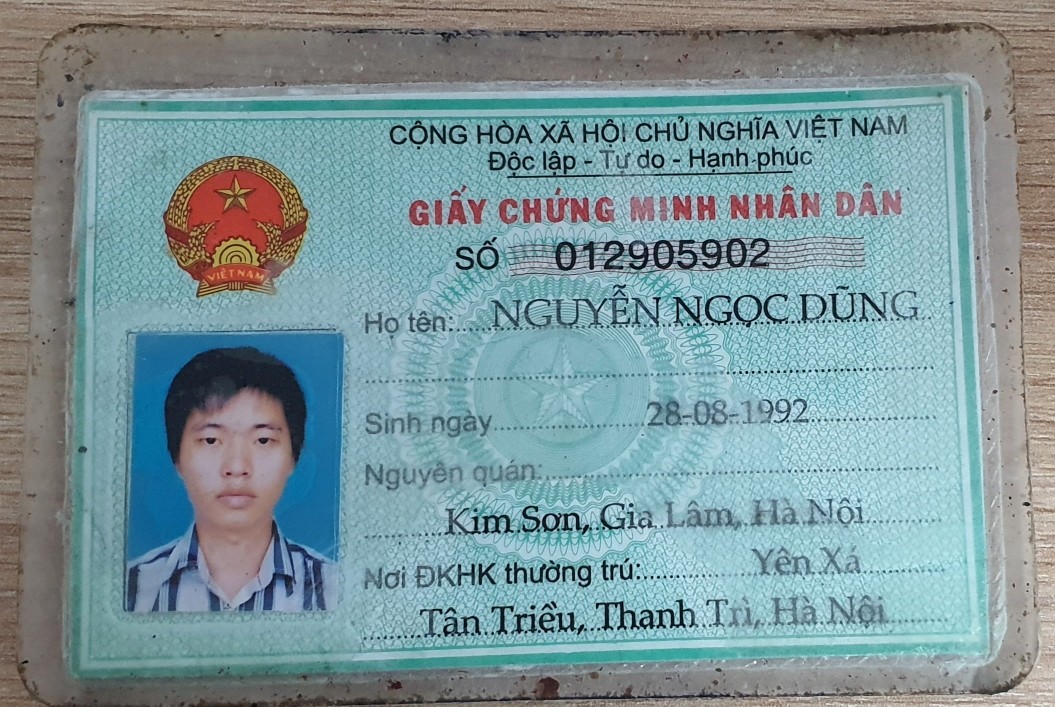 CỘNG HÒA XÃ HỘI CHỦ NGHĨA VIỆT NAM
Độc lập - Tự do - Hạnh phúc
GIẤY CHỨNG MINH NHÂN DÂN
SỐ 012905902
VIỆT NAM
Họ tên: NGUYỄN NGỌC DŨNG
Sinh ngày 28-08-1992
Nguyên quán:
Kim Sơn, Gia Lâm, Hà Nội
Nơi ĐKHK thường trú: Yên Xá
Tân Triều, Thanh Trì, Hà Nội